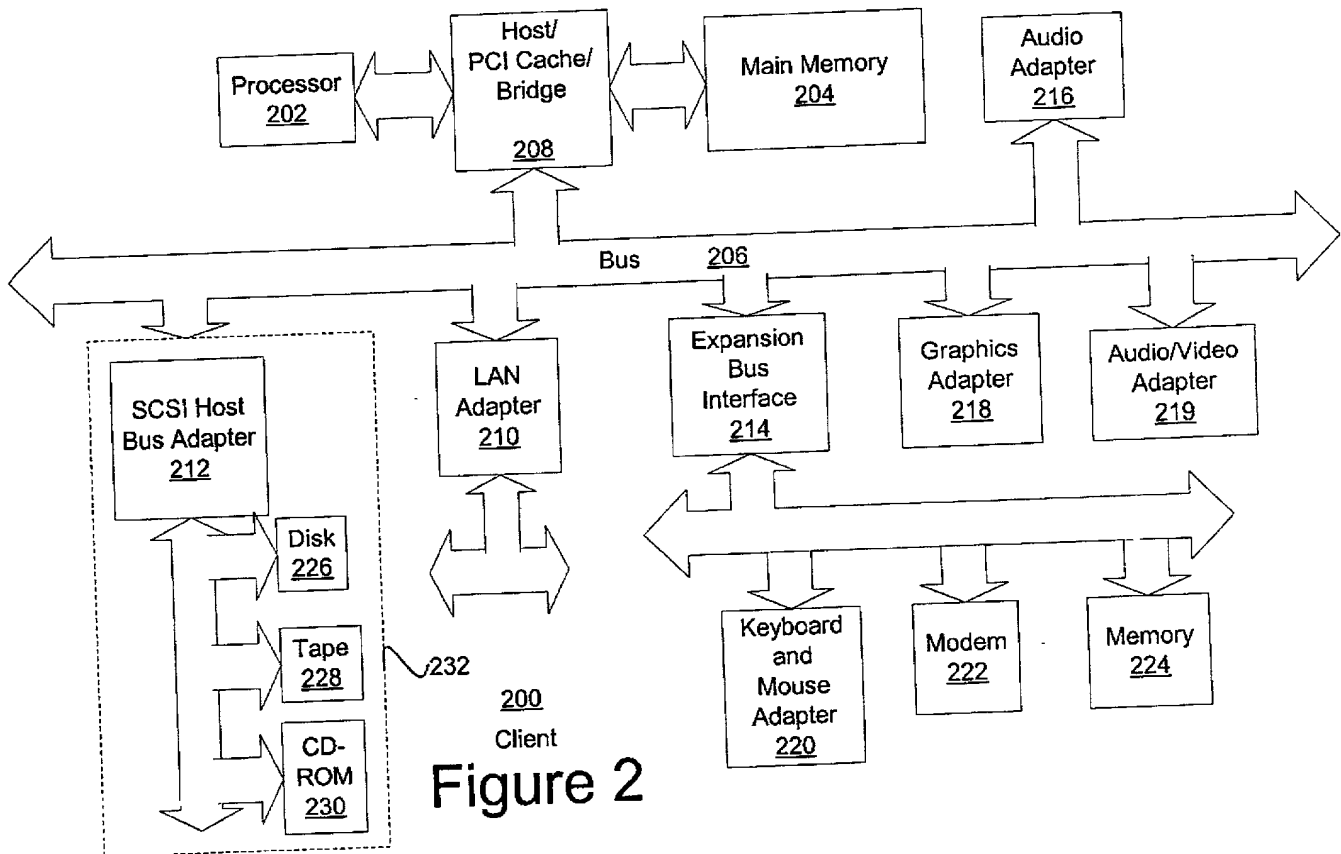 Processor
202
Host/
PCI Cache/
Bridge
208
Main Memory
204
Audio
Adapter
216
Bus 206
SCSI Host
Bus Adapter
212
LAN
Adapter
210
Expansion
Bus
Interface
214
Graphics
Adapter
218
Audio/Video
Adapter
219
Disk
226
Tape
228
CD-
ROM
230
232
Keyboard
and
Mouse
Adapter
220
Modem
222
Memory
224
200
Client
Figure 2